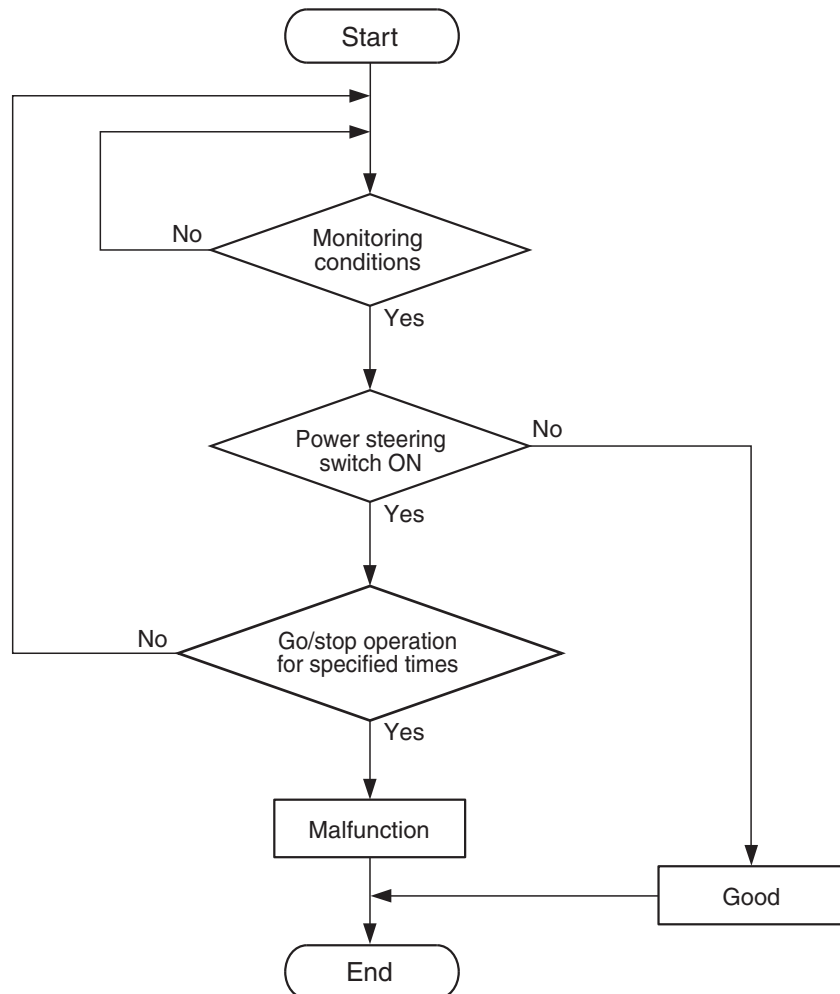 Start
No
Monitoring
conditions
Yes
Power steering
switch ON
No
Yes
No
Go/stop operation
for specified times
Yes
Malfunction
Good
End